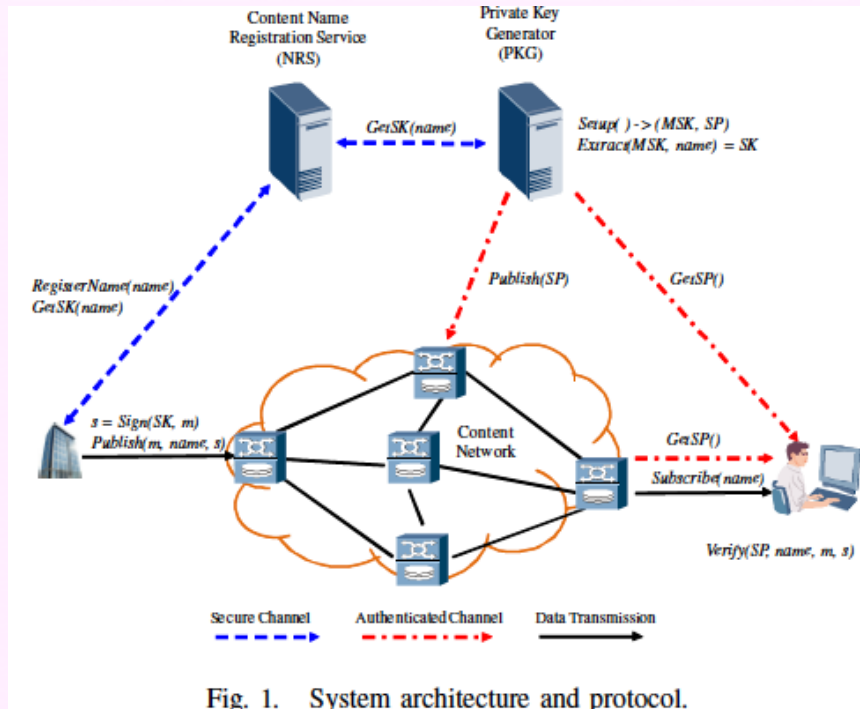 Content Name
Registration Service
(NRS)
Private Key
Generator
(PKG)
GetSK(name)
Setup( ) -> (MSK, SP)
Extract(MSK, name) = SK
RegisterName(name)
GetSK(name)
Publish(SP)
GetSP()
s = Sign(SK, m)
Publish(m, name, s)
Content
Network
GetSP()
Subscribe(name)
Verify(SP, name, m, s)
Secure Channel
Authenticated Channel
Data Transmission
Fig. 1. System architecture and protocol.